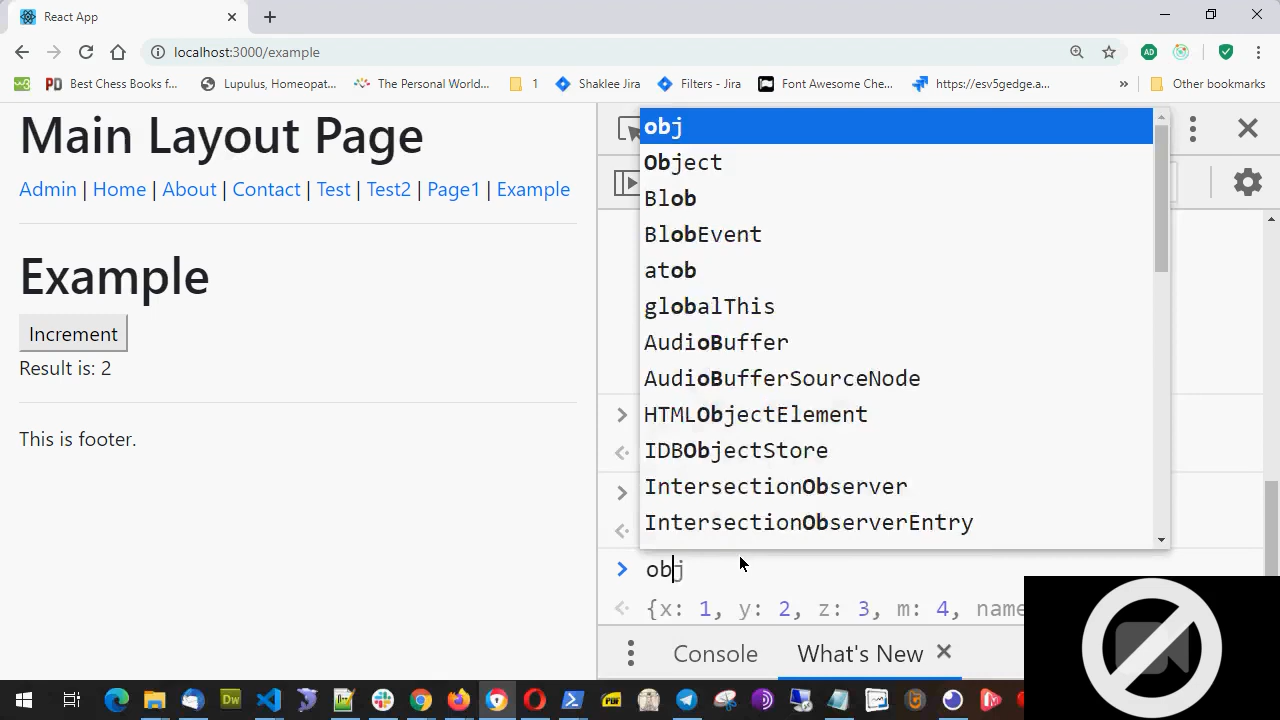 React App
localhost:3000/example
Best Chess Books f...
Lupulus, Homeopat...
The Personal World...
1
Shaklee Jira
Filters - Jira
Font Awesome Che...
https://esv5gedge.a...
»
Other bookmarks
Main Layout Page
Admin | Home | About | Contact | Test | Test2 | Page1 | Example
Example
Increment
Result is: 2
This is footer.
obj
Object
Blob
BlobEvent
atob
globalThis
AudioBuffer
AudioBufferSourceNode
HTMLObjectElement
IDBObjectStore
IntersectionObserver
IntersectionObserverEntry
obj
{x: 1, y: 2, z: 3, m: 4, name
Console
What's New